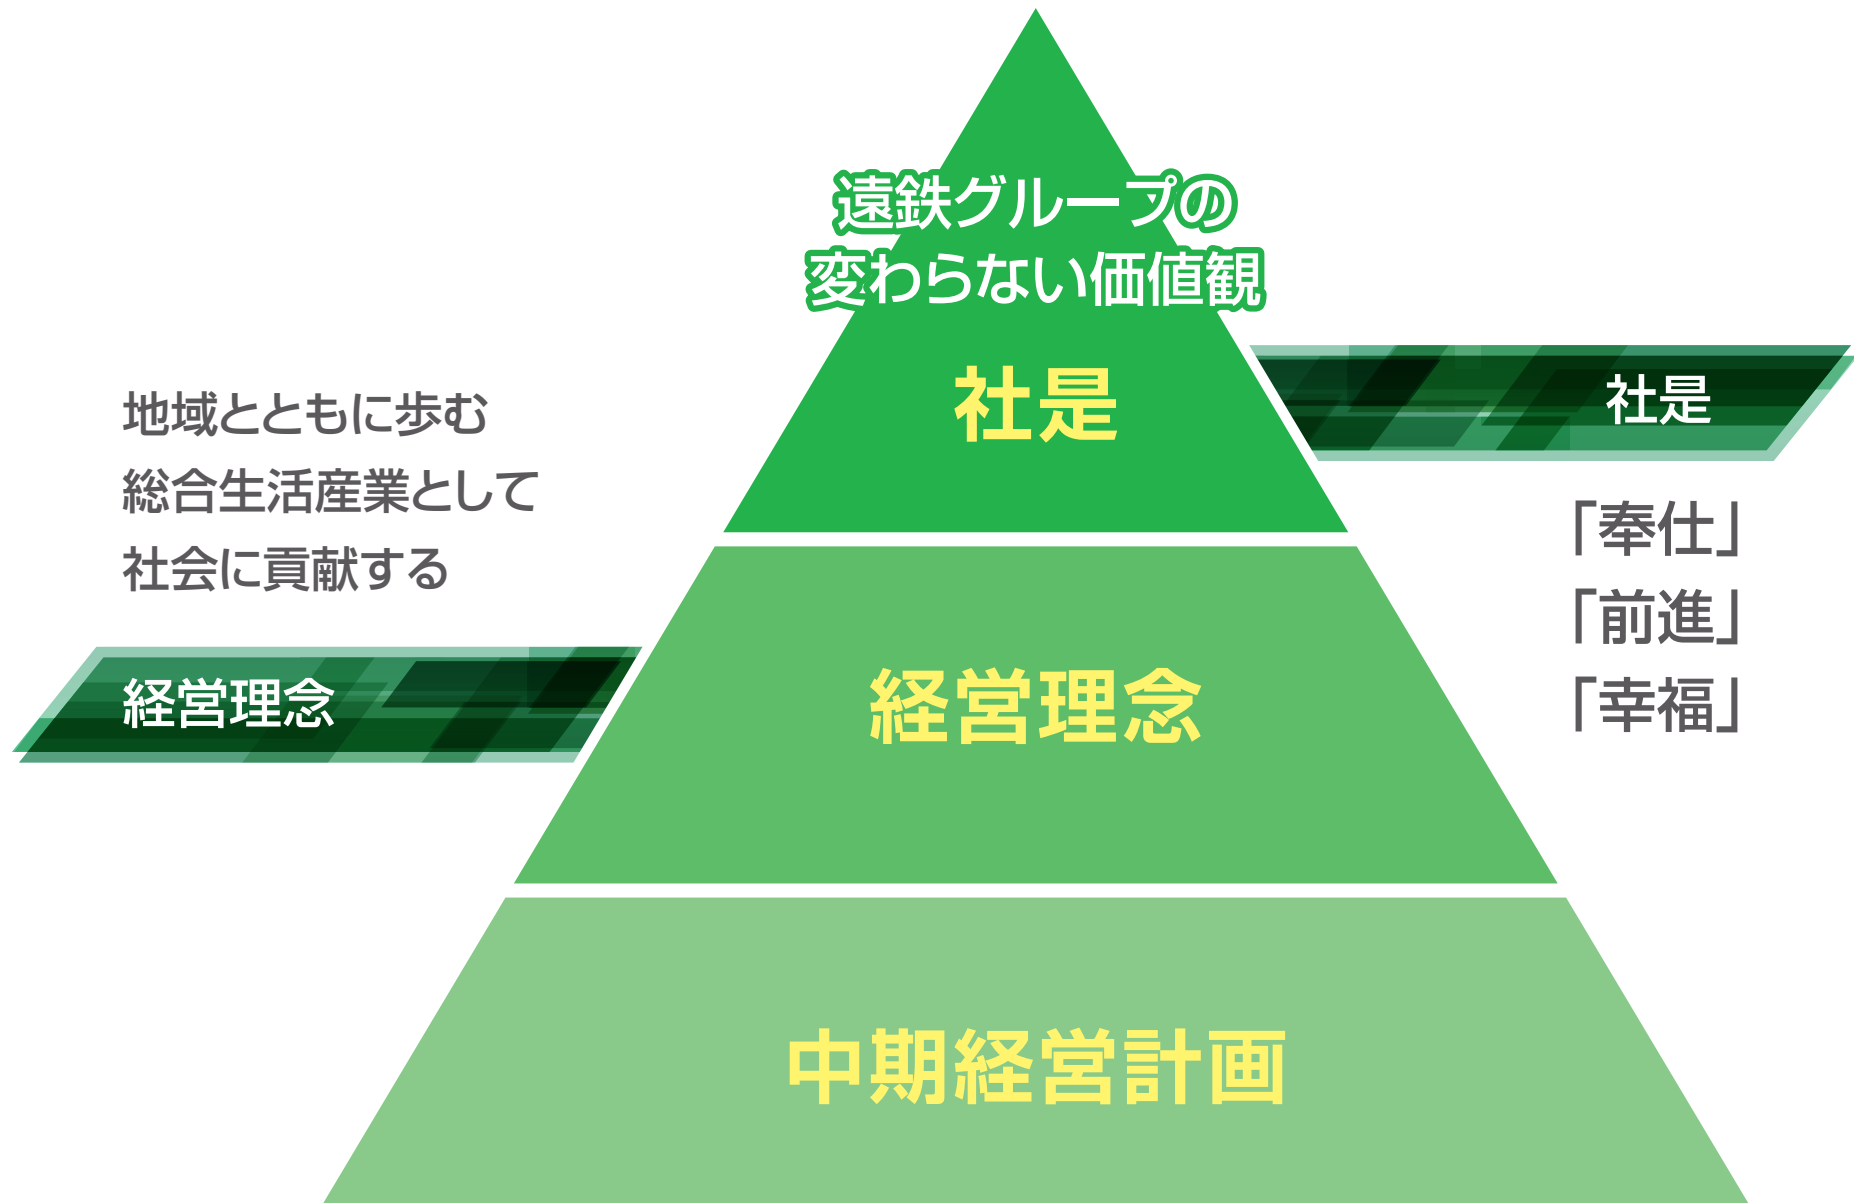 遠鉄グループの
変わらない価値観
社是
社是
「奉仕」
「前進」
「幸福」
地域とともに歩む
総合生活産業として
社会に貢献する
経営理念
経営理念
中期経営計画